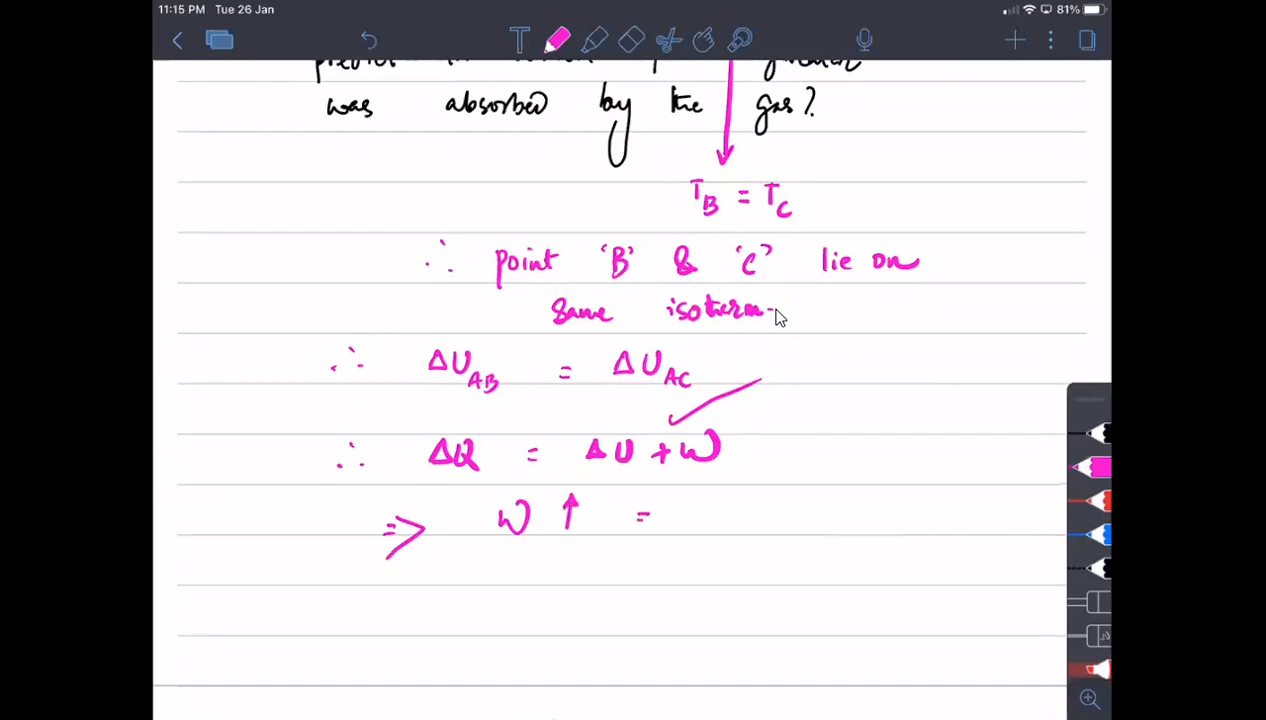 11:15 PM Tue 26 Jan 81%
T
was absorbed by the gas?
T_B = T_C
∴ point 'B' & 'C' lie on
same isotherm
∴ ΔU_AB = ΔU_AC
∴ ΔQ = ΔU + W
⇒ W ↑ =